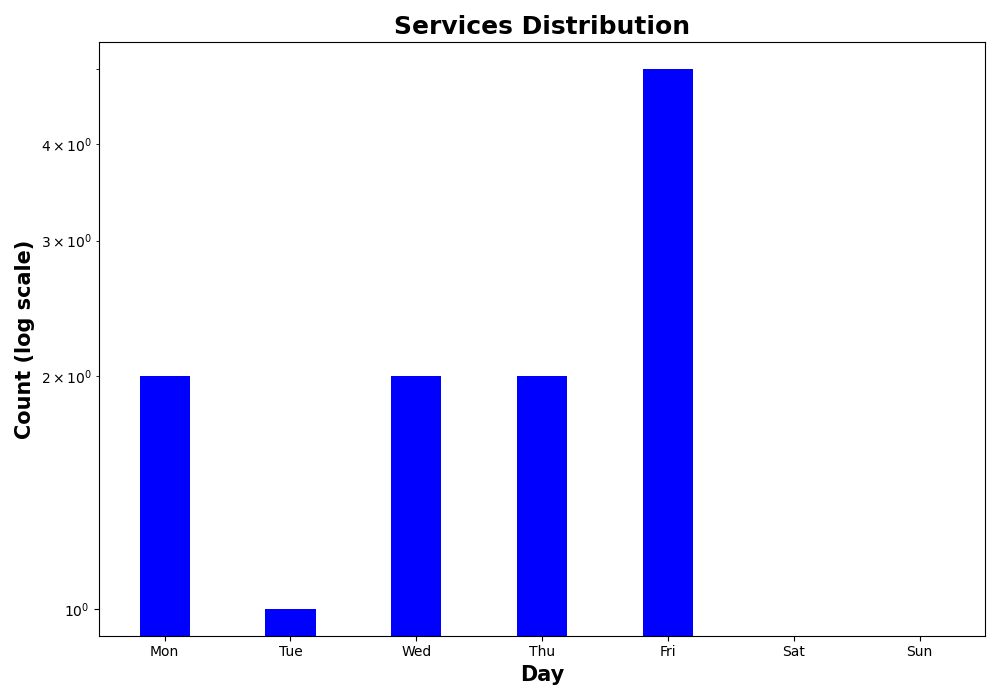 Services Distribution
Count (log scale)
4 × 10⁰
3 × 10⁰
2 × 10⁰
10⁰
Mon Tue Wed Thu Fri Sat Sun
Day